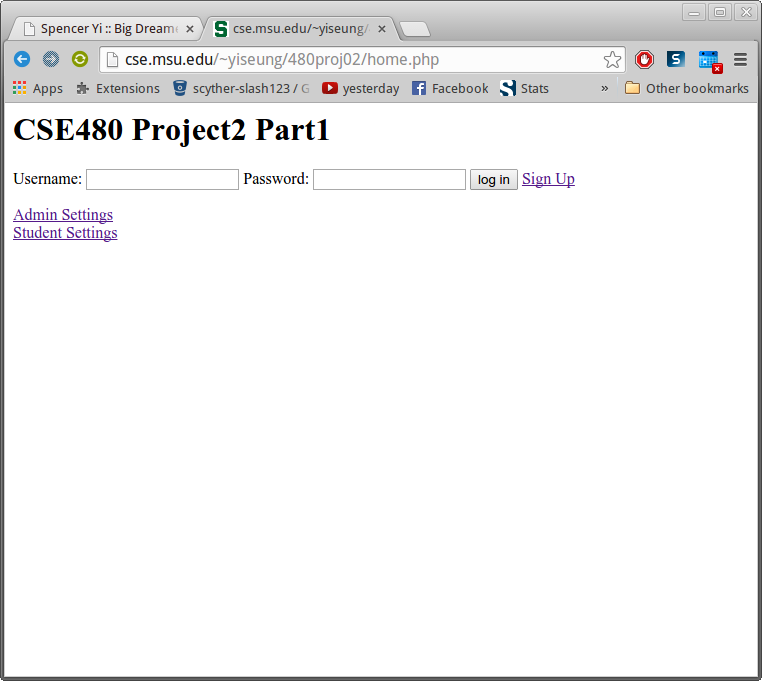 Spencer Yi :: Big Dream
cse.msu.edu/~yiseung/
cse.msu.edu/~yiseung/480proj02/home.php
Apps Extensions scyther-slash123 / G yesterday Facebook Stats » Other bookmarks
CSE480 Project2 Part1
Username: Password: log in Sign Up
Admin Settings
Student Settings